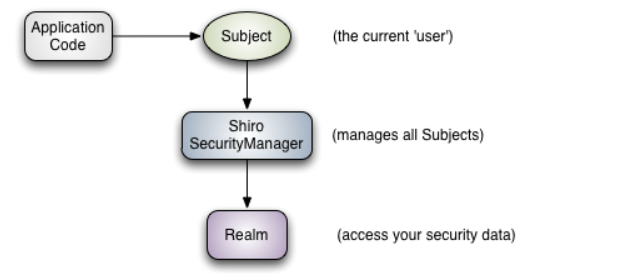 Application
Code
Subject
(the current 'user')
Shiro
SecurityManager
(manages all Subjects)
Realm
(access your security data)